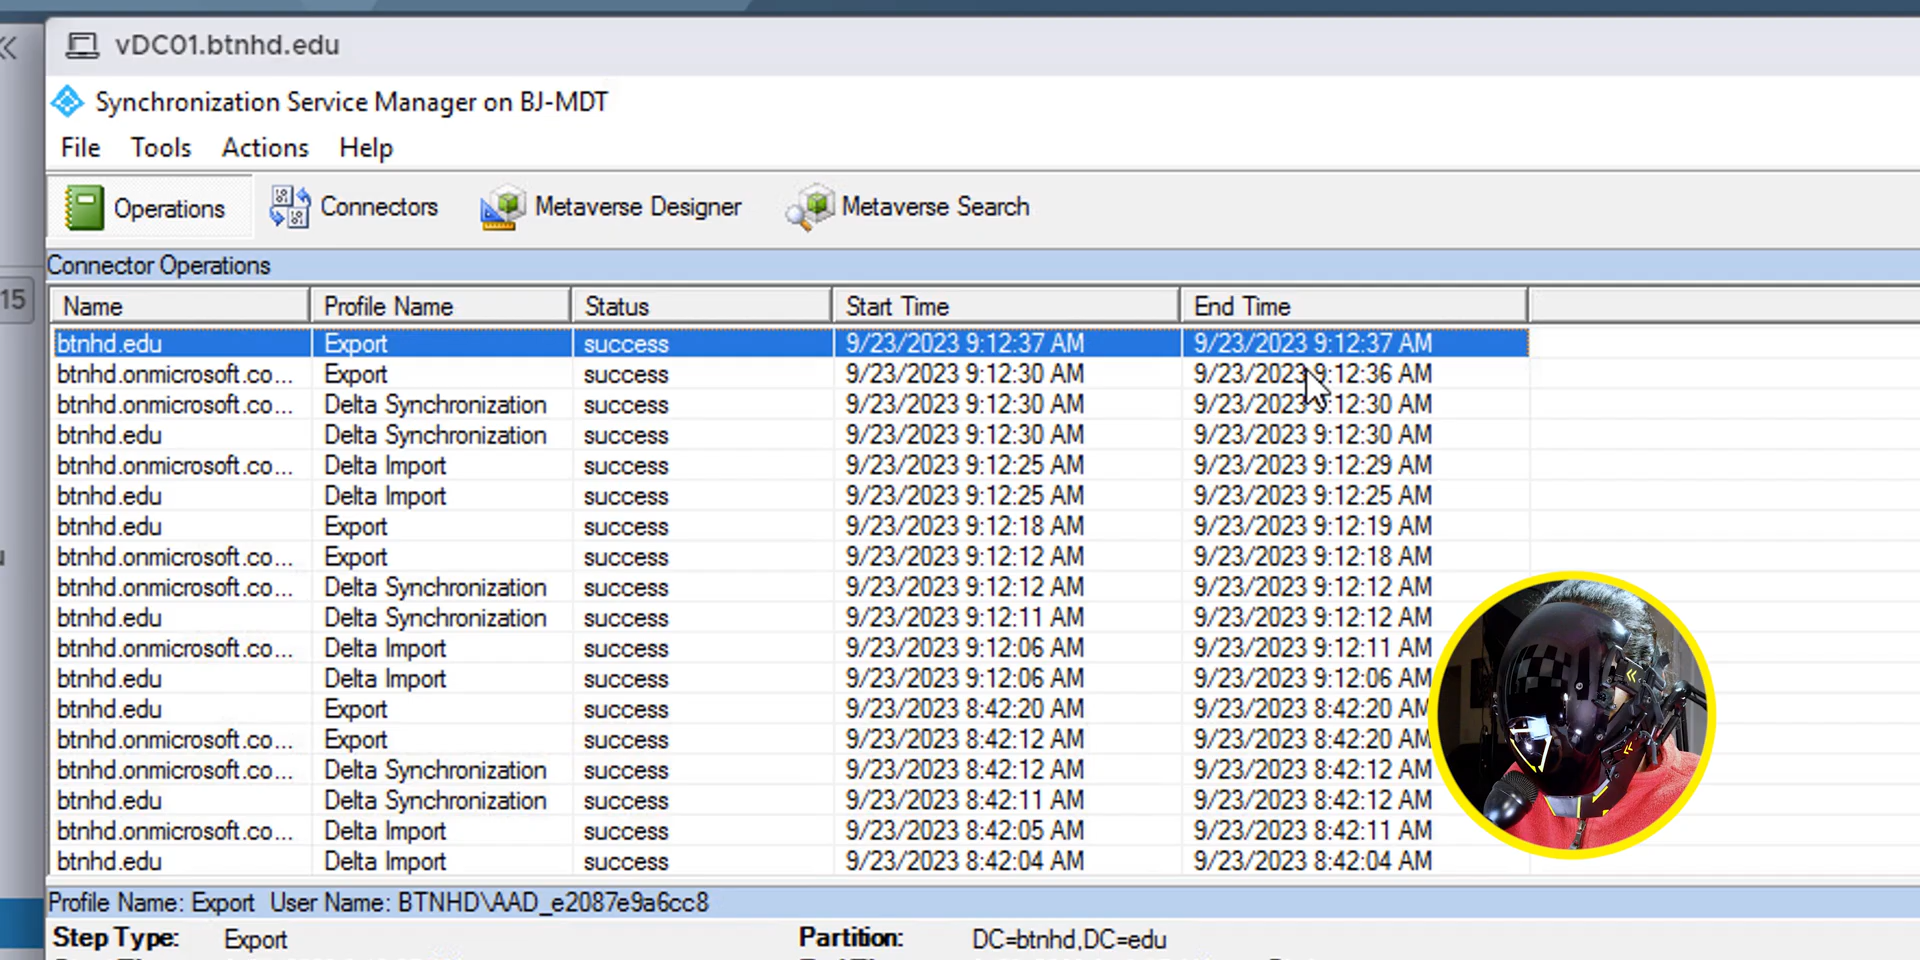 vDC01.btnhd.edu
Synchronization Service Manager on BJ-MDT
File Tools Actions Help
Operations Connectors Metaverse Designer Metaverse Search
15
Connector Operations
Name Profile Name Status Start Time End Time
btnhd.edu Export success 9/23/2023 9:12:37 AM 9/23/2023 9:12:37 AM
btnhd.onmicrosoft.co... Export success 9/23/2023 9:12:30 AM 9/23/2023 9:12:36 AM
btnhd.onmicrosoft.co... Delta Synchronization success 9/23/2023 9:12:30 AM 9/23/2023 9:12:30 AM
btnhd.edu Delta Synchronization success 9/23/2023 9:12:30 AM 9/23/2023 9:12:30 AM
btnhd.onmicrosoft.co... Delta Import success 9/23/2023 9:12:25 AM 9/23/2023 9:12:29 AM
btnhd.edu Delta Import success 9/23/2023 9:12:25 AM 9/23/2023 9:12:25 AM
btnhd.edu Export success 9/23/2023 9:12:18 AM 9/23/2023 9:12:19 AM
btnhd.onmicrosoft.co... Export success 9/23/2023 9:12:12 AM 9/23/2023 9:12:18 AM
btnhd.onmicrosoft.co... Delta Synchronization success 9/23/2023 9:12:12 AM 9/23/2023 9:12:12 AM
btnhd.edu Delta Synchronization success 9/23/2023 9:12:11 AM 9/23/2023 9:12:12 AM
btnhd.onmicrosoft.co... Delta Import success 9/23/2023 9:12:06 AM 9/23/2023 9:12:11 AM
btnhd.edu Delta Import success 9/23/2023 9:12:06 AM 9/23/2023 9:12:06 AM
btnhd.edu Export success 9/23/2023 8:42:20 AM 9/23/2023 8:42:20 AM
btnhd.onmicrosoft.co... Export success 9/23/2023 8:42:12 AM 9/23/2023 8:42:20 AM
btnhd.onmicrosoft.co... Delta Synchronization success 9/23/2023 8:42:12 AM 9/23/2023 8:42:12 AM
btnhd.edu Delta Synchronization success 9/23/2023 8:42:11 AM 9/23/2023 8:42:12 AM
btnhd.onmicrosoft.co... Delta Import success 9/23/2023 8:42:05 AM 9/23/2023 8:42:11 AM
btnhd.edu Delta Import success 9/23/2023 8:42:04 AM 9/23/2023 8:42:04 AM
Profile Name: Export User Name: BTNHD\AAD_e2087e9a6cc8
Step Type: Export Partition: DC=btnhd,DC=edu